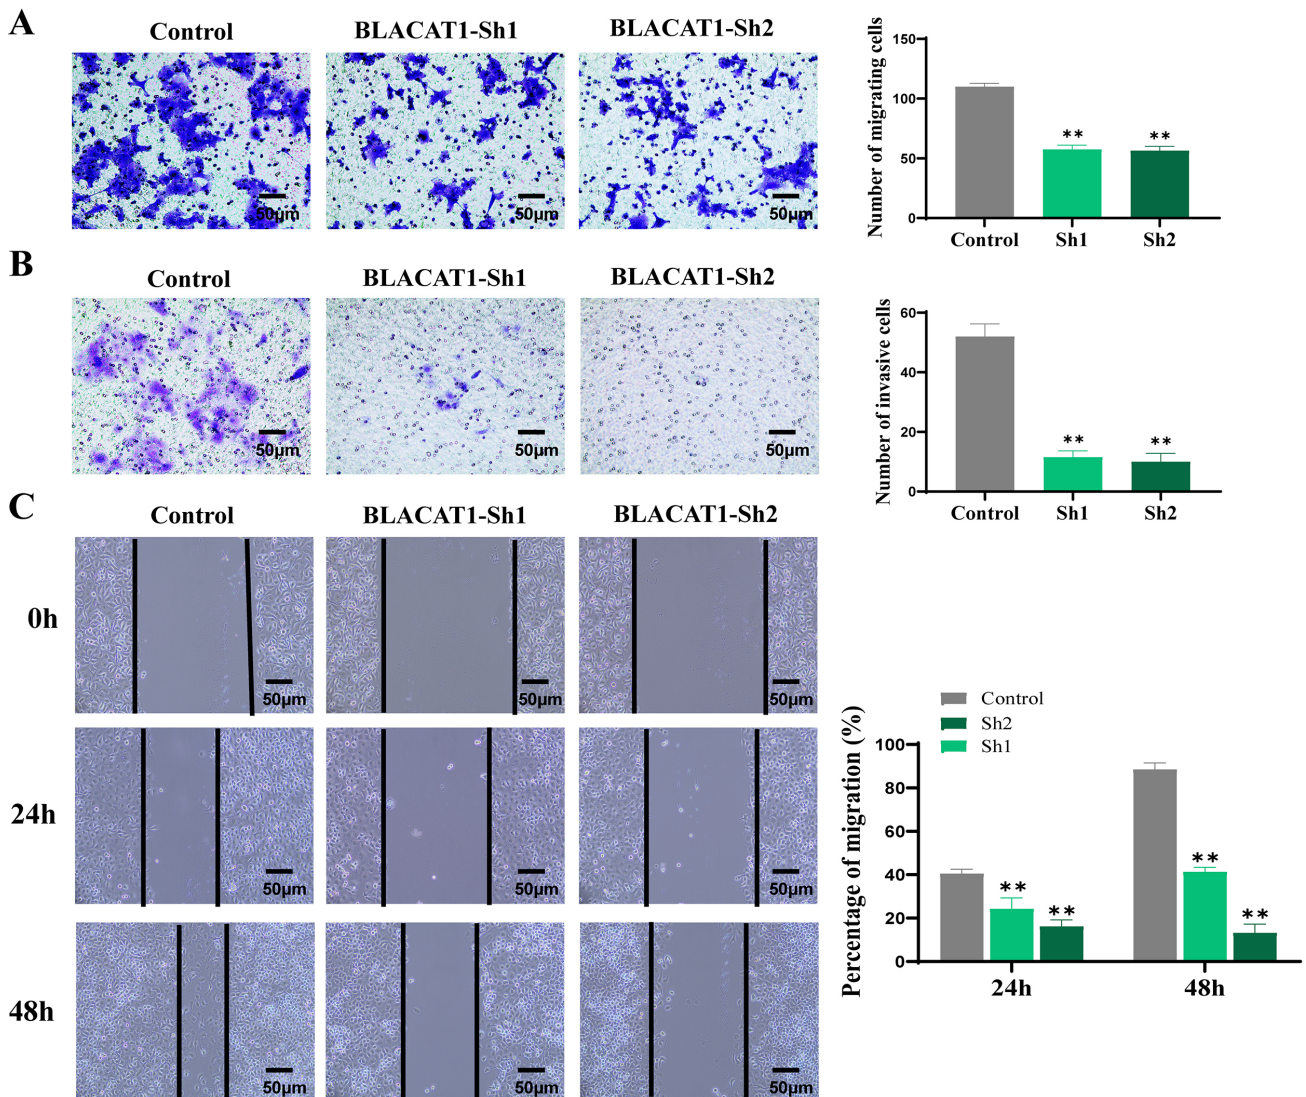 A
Control
BLACAT1-Sh1
BLACAT1-Sh2
50μm
50μm
50μm
Number of migrating cells
150
100
50
0
**
**
Control
Sh1
Sh2
B
Control
BLACAT1-Sh1
BLACAT1-Sh2
50μm
50μm
50μm
Number of invasive cells
60
40
20
0
**
**
Control
Sh1
Sh2
C
Control
BLACAT1-Sh1
BLACAT1-Sh2
0h
50μm
50μm
50μm
24h
50μm
50μm
50μm
48h
50μm
50μm
50μm
Control
Sh2
Sh1
Percentage of migration (%)
100
80
60
40
20
0
**
**
**
**
24h
48h